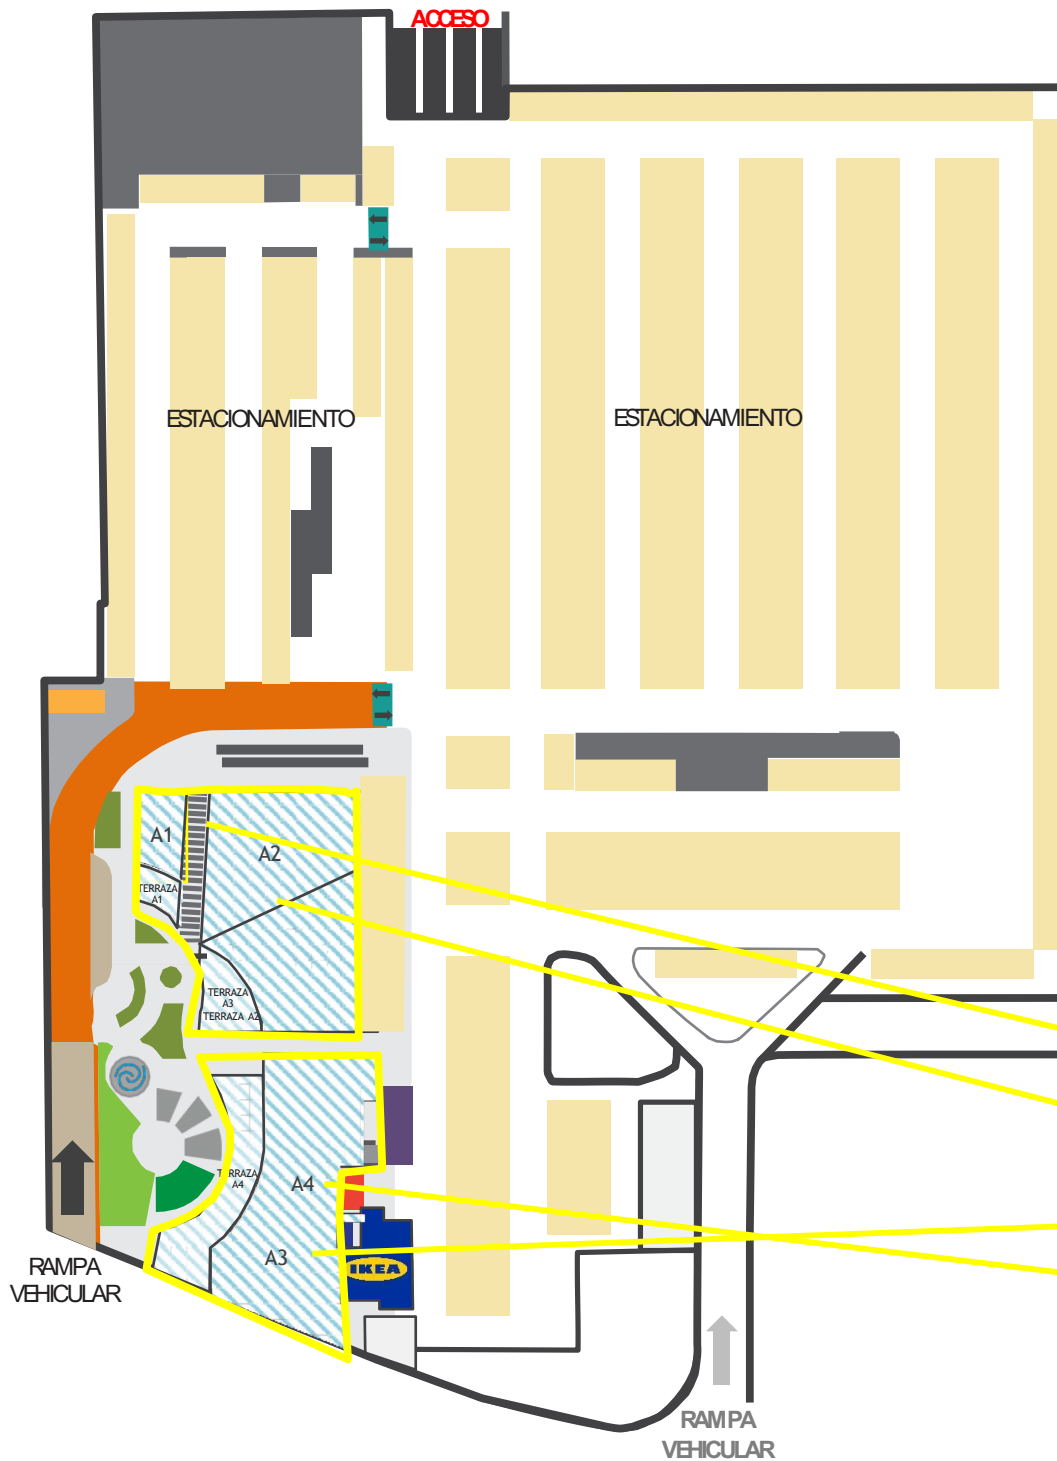 ACCESO
ESTACIONAMIENTO
ESTACIONAMIENTO
A1
A2
TERRAZA
A1
TERRAZA
A3
TERRAZA A2
TERRAZA
A4
A4
A3
IKEA
RAMPA
VEHICULAR
RAMPA
VEHICULAR